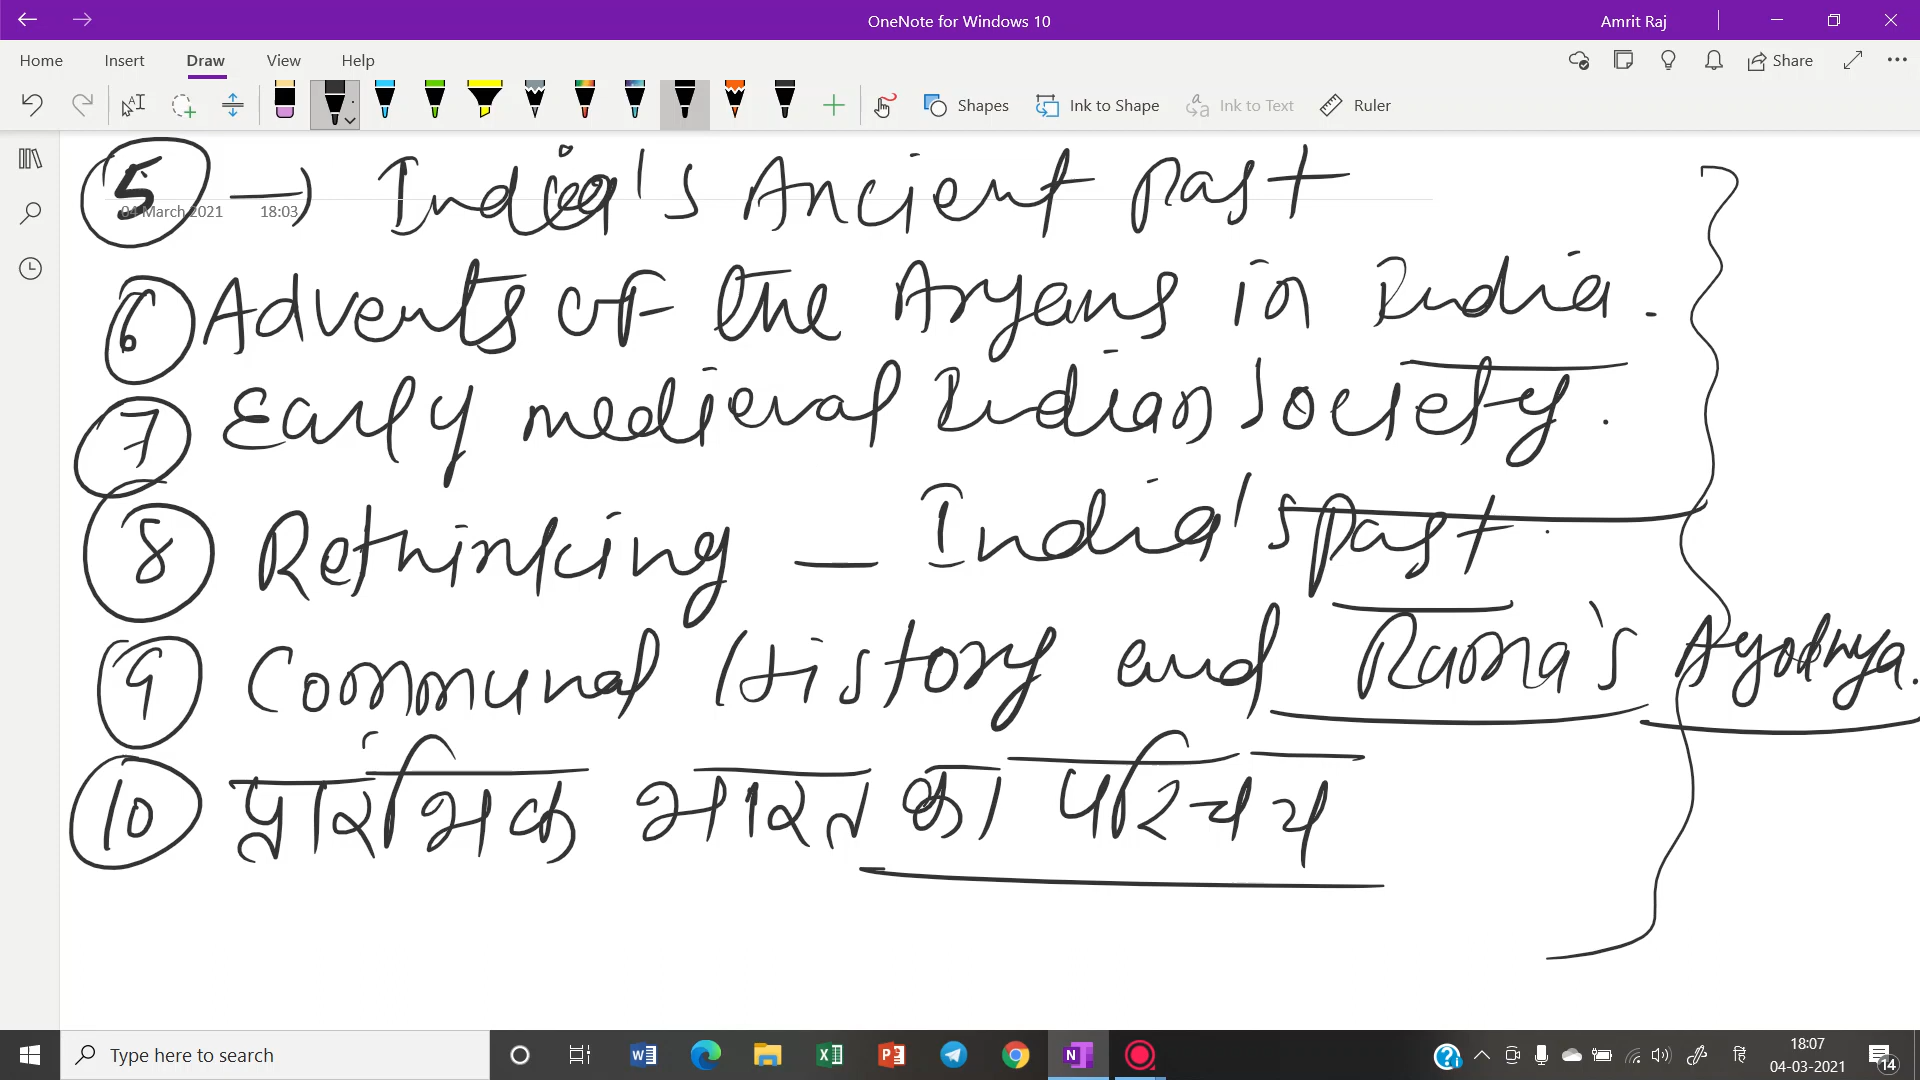 OneNote for Windows 10
Amrit Raj
Home Insert Draw View Help
Share
Shapes Ink to Shape Ink to Text Ruler
04 March 2021 18:03
5 → India's Ancient Past
6 Advents of the Aryans in India.
7 Early medieval Indian Society.
8 Rethinking — India's past.
9 Communal History and Rama's Ayodhya.
10 प्रारंभिक भारत का परिचय
Type here to search
हि
18:07
04-03-2021
14